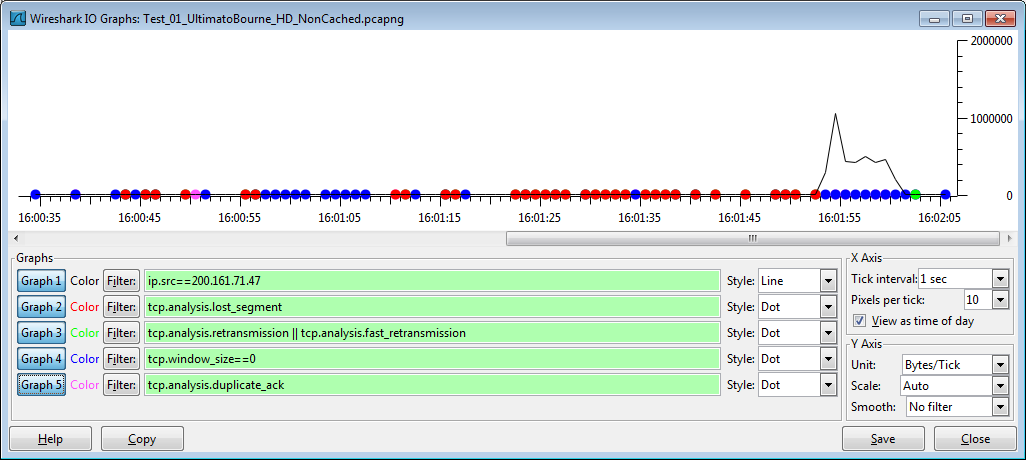 Wireshark IO Graphs: Test_01_UltimatoBourne_HD_NonCached.pcapng
2000000
1000000
0
16:00:35 16:00:45 16:00:55 16:01:05 16:01:15 16:01:25 16:01:35 16:01:45 16:01:55 16:02:05
Graphs
Graph 1 Color Filter: ip.src==200.161.71.47 Style: Line
Graph 2 Color Filter: tcp.analysis.lost_segment Style: Dot
Graph 3 Color Filter: tcp.analysis.retransmission || tcp.analysis.fast_retransmission Style: Dot
Graph 4 Color Filter: tcp.window_size==0 Style: Dot
Graph 5 Color Filter: tcp.analysis.duplicate_ack Style: Dot
X Axis
Tick interval: 1 sec
Pixels per tick: 10
View as time of day
Y Axis
Unit: Bytes/Tick
Scale: Auto
Smooth: No filter
Help Copy Save Close